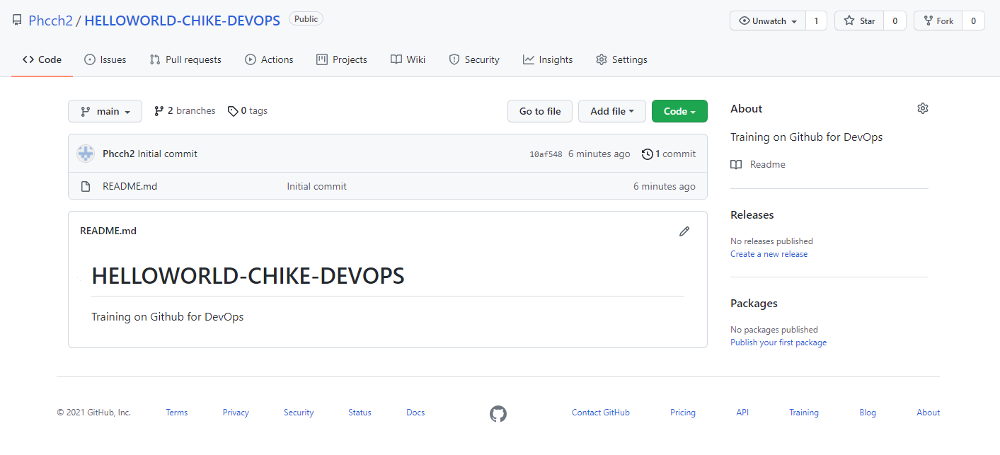 Phcch2 / HELLOWORLD-CHIKE-DEVOPS Public
Unwatch 1 Star 0 Fork 0
Code Issues Pull requests Actions Projects Wiki Security Insights Settings
main 2 branches 0 tags Go to file Add file Code
Phcch2 Initial commit 10af548 6 minutes ago 1 commit
README.md Initial commit 6 minutes ago
README.md
HELLOWORLD-CHIKE-DEVOPS
Training on Github for DevOps
About
Training on Github for DevOps
Readme
Releases
No releases published
Create a new release
Packages
No packages published
Publish your first package
© 2021 GitHub, Inc. Terms Privacy Security Status Docs Contact GitHub Pricing API Training Blog About